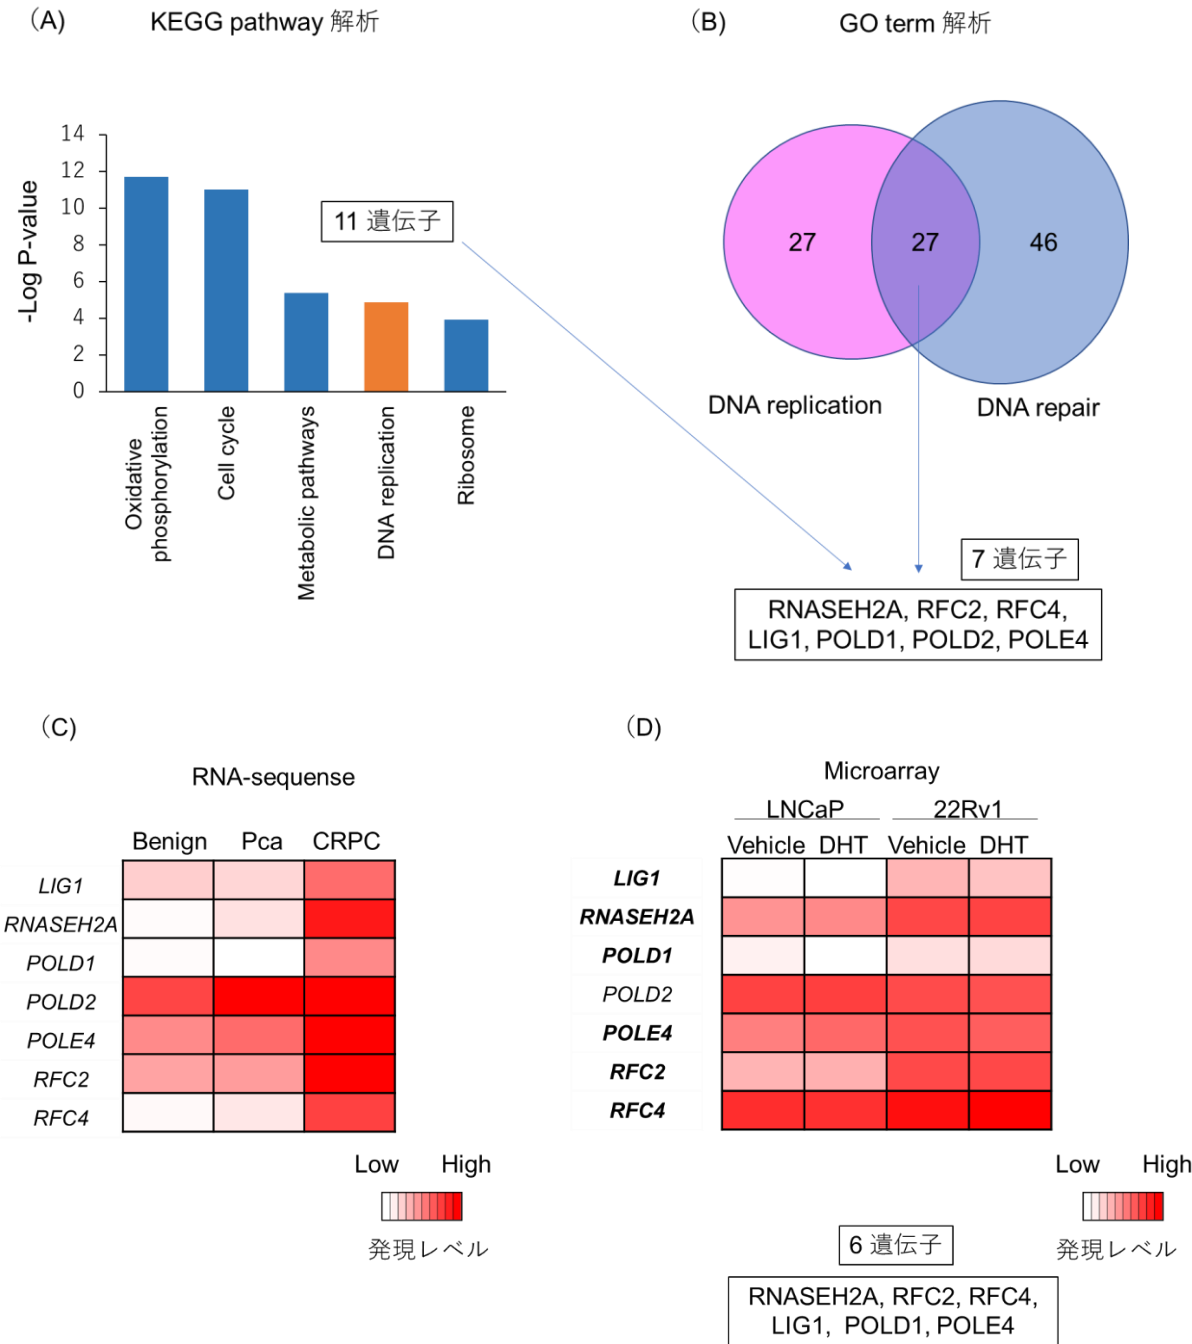 (A)
KEGG pathway 解析
14
12
10
8
6
4
2
0
-Log P-value
11 遺伝子
Oxidative
phosphorylation
Cell cycle
Metabolic pathways
DNA replication
Ribosome
(B)
GO term 解析
27
27
46
DNA replication
DNA repair
7 遺伝子
RNASEH2A, RFC2, RFC4,
LIG1, POLD1, POLD2, POLE4
(C)
RNA-sequense
Benign Pca CRPC
LIG1
RNASEH2A
POLD1
POLD2
POLE4
RFC2
RFC4
Low High
発現レベル
(D)
Microarray
LNCaP 22Rv1
Vehicle DHT Vehicle DHT
LIG1
RNASEH2A
POLD1
POLD2
POLE4
RFC2
RFC4
Low High
発現レベル
6 遺伝子
RNASEH2A, RFC2, RFC4,
LIG1, POLD1, POLE4